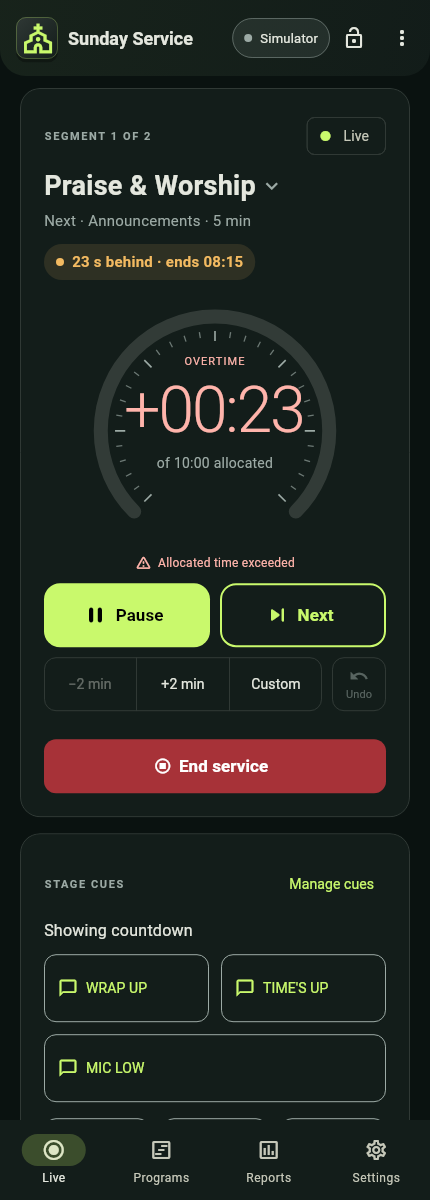 Sunday Service
Simulator
SEGMENT 1 OF 2
Live
Praise & Worship
Next · Announcements · 5 min
23 s behind · ends 08:15
OVERTIME
+00:23
of 10:00 allocated
Allocated time exceeded
Pause
Next
−2 min
+2 min
Custom
Undo
End service
STAGE CUES
Manage cues
Showing countdown
WRAP UP
TIME'S UP
MIC LOW
Live
Programs
Reports
Settings